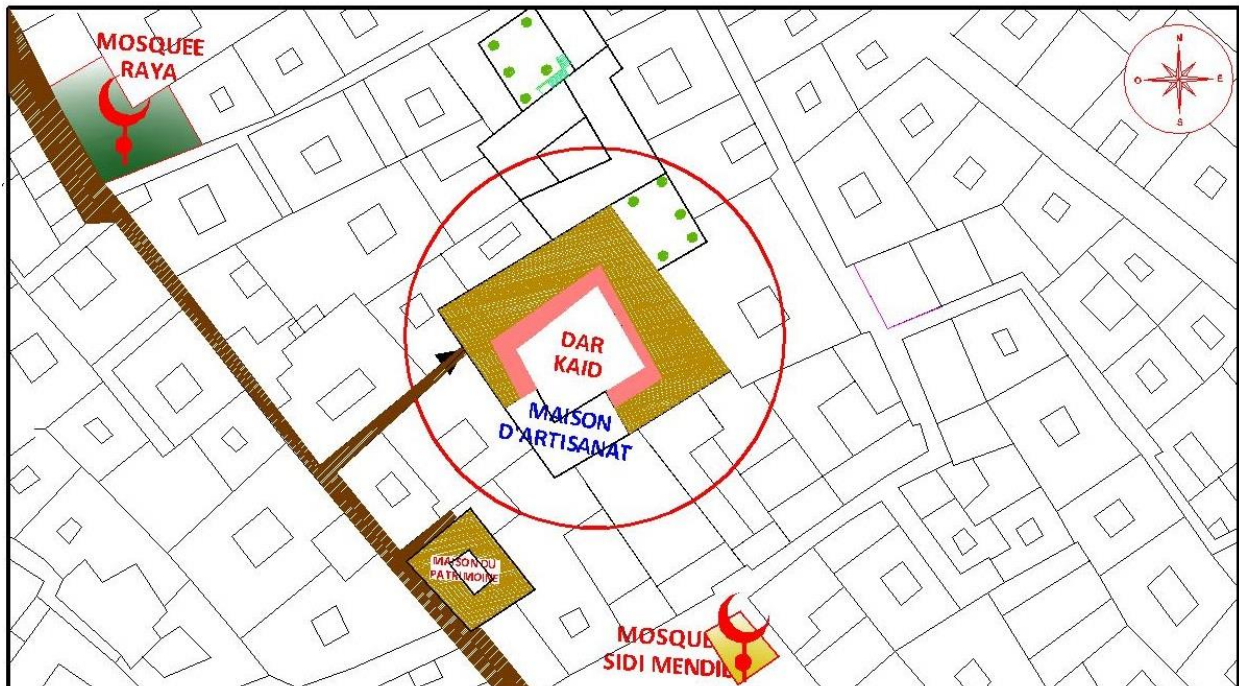 MOSQUEE
RAYA
N
O E
S
DAR
KAID
MAISON
D'ARTISANAT
MAISON DU
PATRIMOINE
MOSQUE
SIDI MENDIL